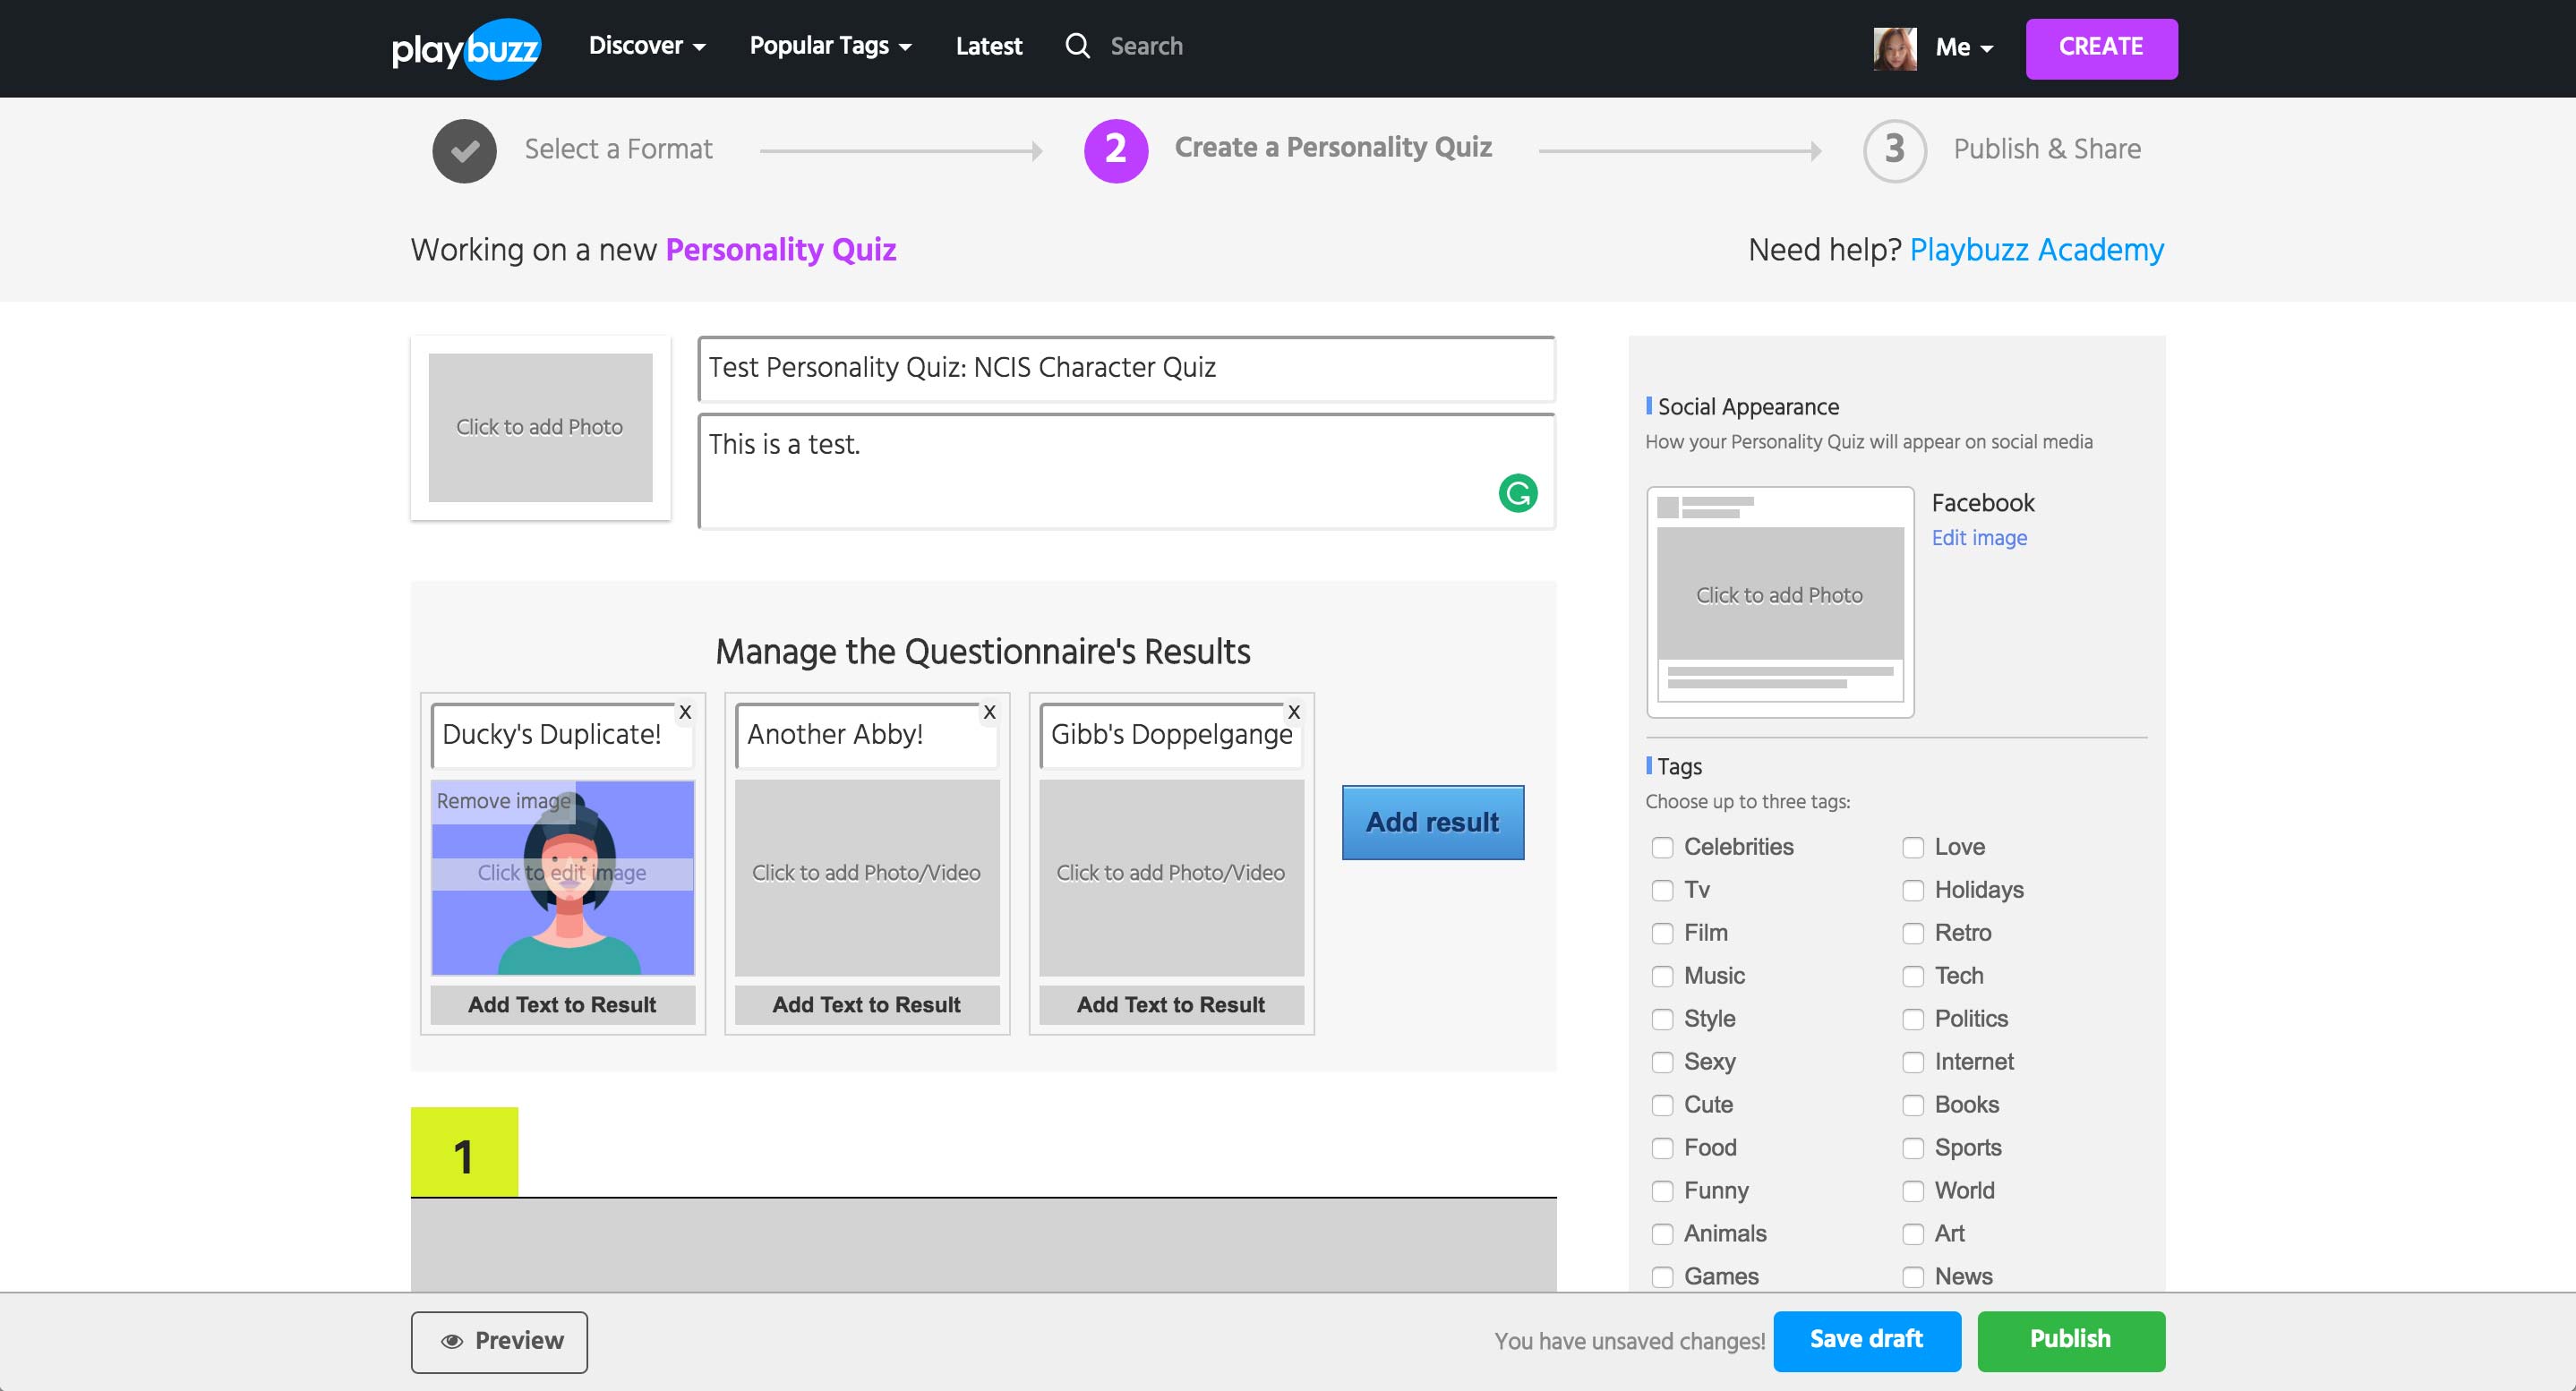 playbuzz
Discover
Popular Tags
Latest
Search
Me
CREATE
Select a Format
2
Create a Personality Quiz
3
Publish & Share
Working on a new Personality Quiz
Need help? Playbuzz Academy
Click to add Photo
Test Personality Quiz: NCIS Character Quiz
This is a test.
Manage the Questionnaire's Results
X
Ducky's Duplicate!
Remove image
Click to edit image
Add Text to Result
X
Another Abby!
Click to add Photo/Video
Add Text to Result
X
Gibb's Doppelgange
Click to add Photo/Video
Add Text to Result
Add result
1
Social Appearance
How your Personality Quiz will appear on social media
Click to add Photo
Facebook
Edit image
Tags
Choose up to three tags:
Celebrities
Love
Tv
Holidays
Film
Retro
Music
Tech
Style
Politics
Sexy
Internet
Cute
Books
Food
Sports
Funny
World
Animals
Art
Games
News
Preview
You have unsaved changes!
Save draft
Publish